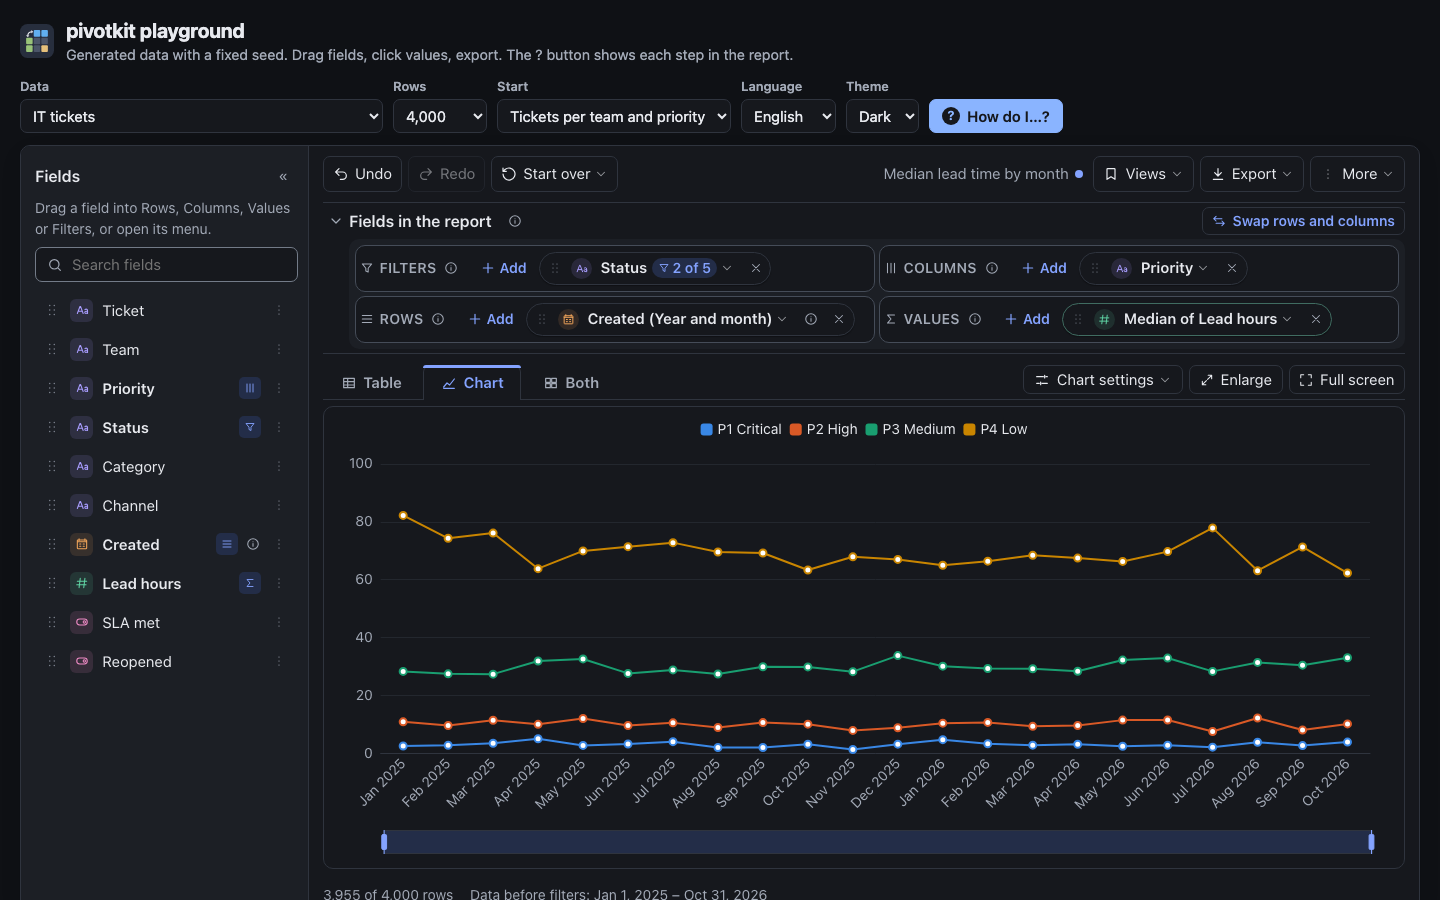 pivotkit playground
Generated data with a fixed seed. Drag fields, click values, export. The ? button shows each step in the report.
Data
Rows
Start
Language
Theme
IT tickets
4,000
Tickets per team and priority
English
Dark
? How do I...?
Fields
«
Drag a field into Rows, Columns, Values
or Filters, or open its menu.
Search fields
Aa Ticket
Aa Team
Aa Priority
Aa Status
Aa Category
Aa Channel
Created
# Lead hours Σ
SLA met
Reopened
Undo
Redo
Start over
Median lead time by month
Views
Export
More
Fields in the report
Swap rows and columns
FILTERS
+ Add
Aa Status 2 of 5
COLUMNS
+ Add
Aa Priority
ROWS
+ Add
Created (Year and month)
Σ VALUES
+ Add
# Median of Lead hours
Table
Chart
Both
Chart settings
Enlarge
Full screen
P1 Critical
P2 High
P3 Medium
P4 Low
100
80
60
40
20
0
Jan 2025
Feb 2025
Mar 2025
Apr 2025
May 2025
Jun 2025
Jul 2025
Aug 2025
Sep 2025
Oct 2025
Nov 2025
Dec 2025
Jan 2026
Feb 2026
Mar 2026
Apr 2026
May 2026
Jun 2026
Jul 2026
Aug 2026
Sep 2026
Oct 2026
3,955 of 4,000 rows
Data before filters: Jan 1, 2025 – Oct 31, 2026